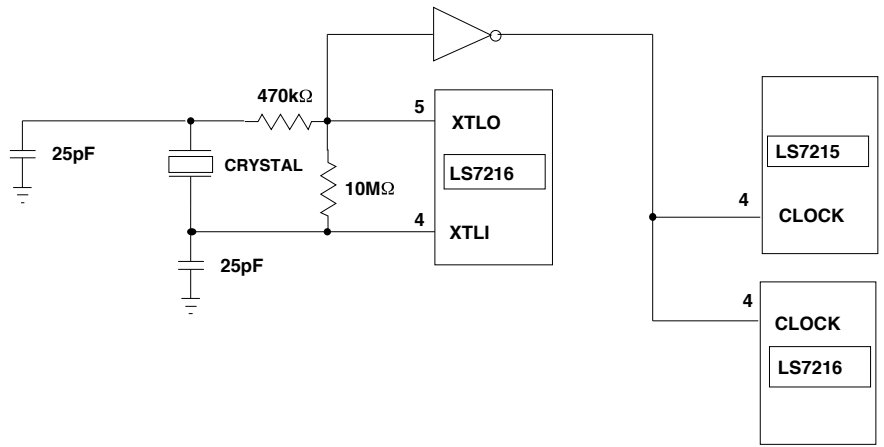 470kΩ
5
XTLO
LS7216
25pF
CRYSTAL
10MΩ
4
XTLI
25pF
LS7215
4
CLOCK
4
CLOCK
LS7216